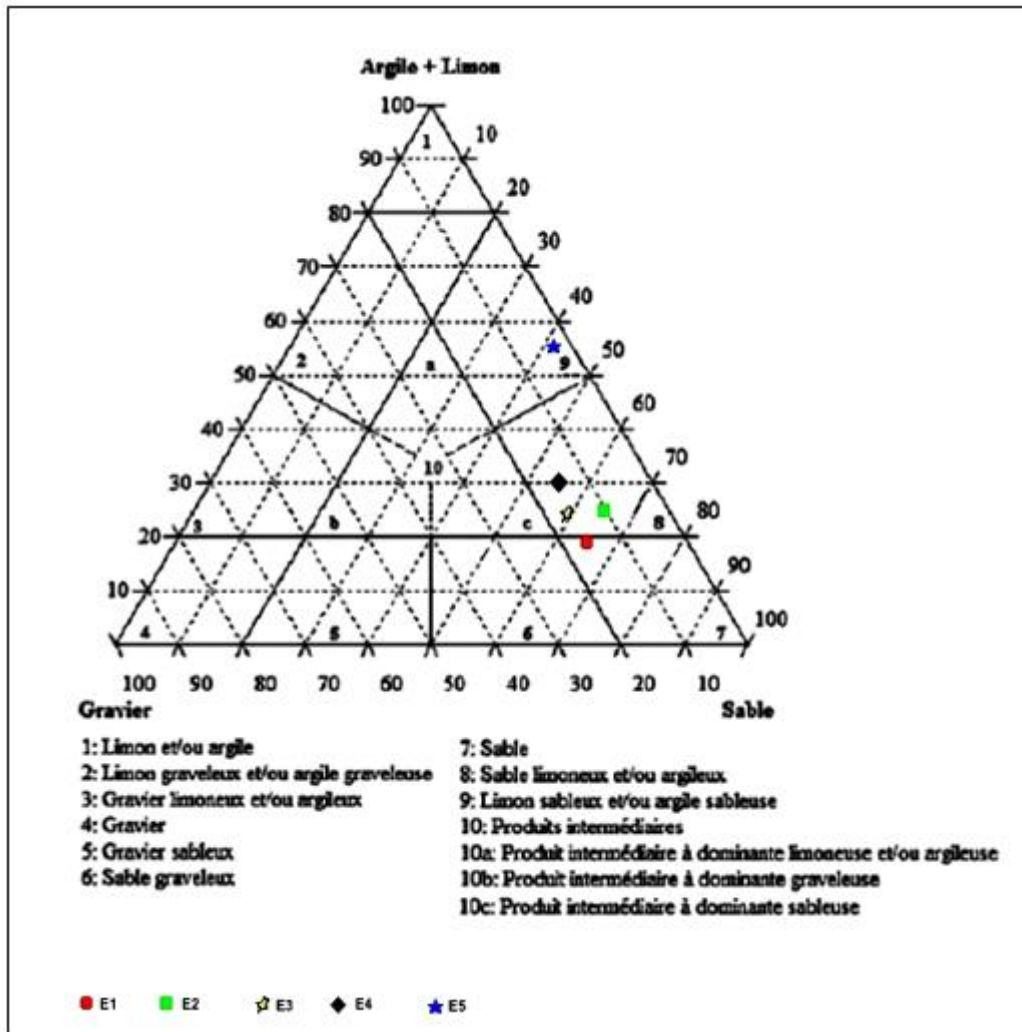 Argile + Limon
100
1
10
90
20
80
30
70
40
60
2
a
9
50
50
60
40
10
70
30
3
b
c
8
80
20
90
10
100
4
5
6
7
100 90 80 70 60 50 40 30 20 10
Gravier
Sable
1: Limon et/ou argile
2: Limon graveleux et/ou argile graveleuse
3: Gravier limoneux et/ou argileux
4: Gravier
5: Gravier sableux
6: Sable graveleux
7: Sable
8: Sable limoneux et/ou argileux
9: Limon sableux et/ou argile sableuse
10: Produits intermédiaires
10a: Produit intermédiaire à dominante limoneuse et/ou argileuse
10b: Produit intermédiaire à dominante graveleuse
10c: Produit intermédiaire à dominante sableuse
E1 E2 E3 E4 E5